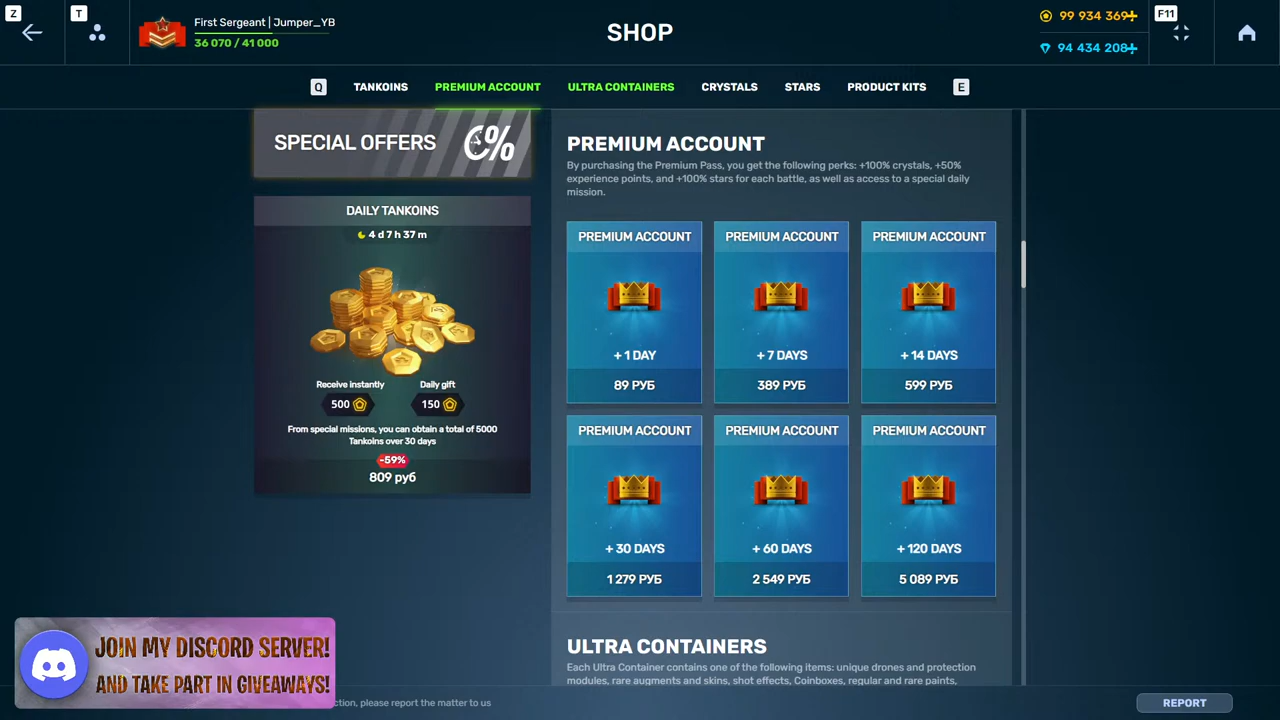 Z
T
First Sergeant | Jumper_YB
36 070 / 41 000
SHOP
99 934 369+
94 434 208+
F11
Q
TANKOINS
PREMIUM ACCOUNT
ULTRA CONTAINERS
CRYSTALS
STARS
PRODUCT KITS
E
SPECIAL OFFERS
%
DAILY TANKOINS
4 d 7 h 37 m
Receive instantly
Daily gift
500
150
From special missions, you can obtain a total of 5000
Tankoins over 30 days
-59%
809 руб
PREMIUM ACCOUNT
By purchasing the Premium Pass, you get the following perks: +100% crystals, +50%
experience points, and +100% stars for each battle, as well as access to a special daily
mission.
PREMIUM ACCOUNT
+ 1 DAY
89 РУБ
PREMIUM ACCOUNT
+ 7 DAYS
389 РУБ
PREMIUM ACCOUNT
+ 14 DAYS
599 РУБ
PREMIUM ACCOUNT
+ 30 DAYS
1 279 РУБ
PREMIUM ACCOUNT
+ 60 DAYS
2 549 РУБ
PREMIUM ACCOUNT
+ 120 DAYS
5 089 РУБ
ULTRA CONTAINERS
Each Ultra Container contains one of the following items: unique drones and protection
modules, rare augments and skins, shot effects, Coinboxes, regular and rare paints,
JOIN MY DISCORD SERVER!
AND TAKE PART IN GIVEAWAYS!
ction, please report the matter to us
REPORT